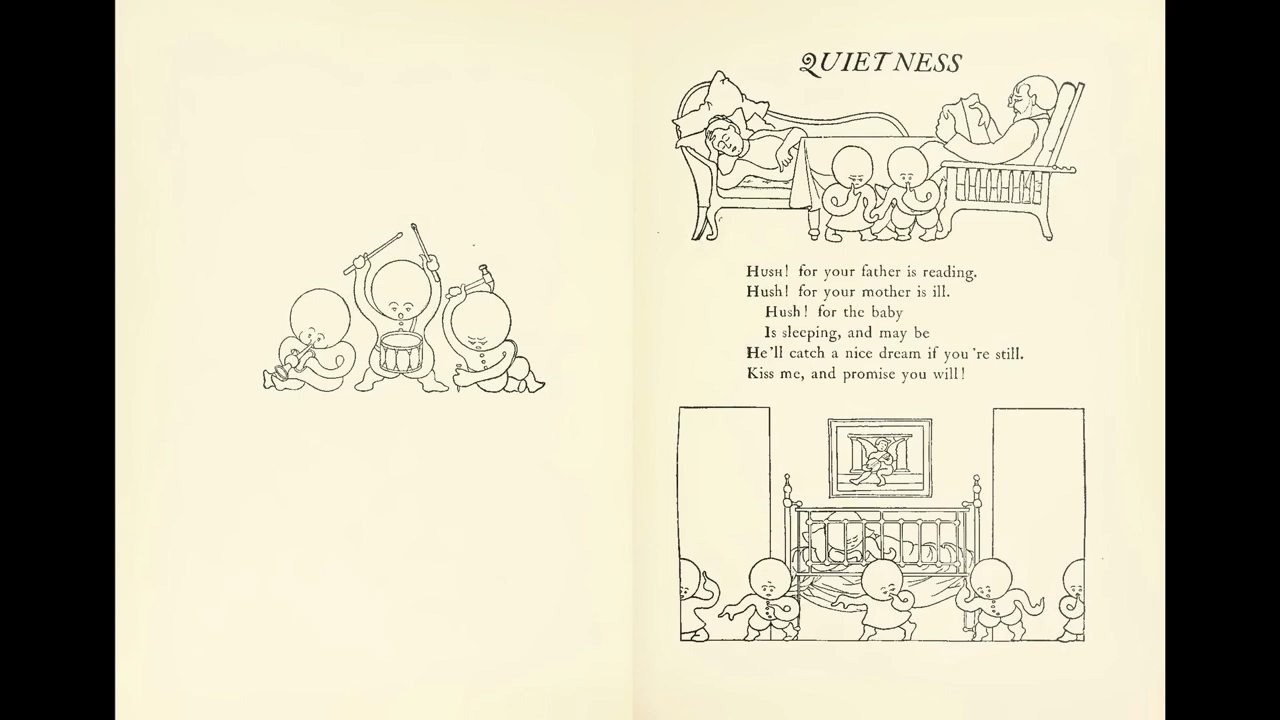 QUIETNESS
HUSH! for your father is reading.
Hush! for your mother is ill.
Hush! for the baby
Is sleeping, and may be
He'll catch a nice dream if you're still.
Kiss me, and promise you will!